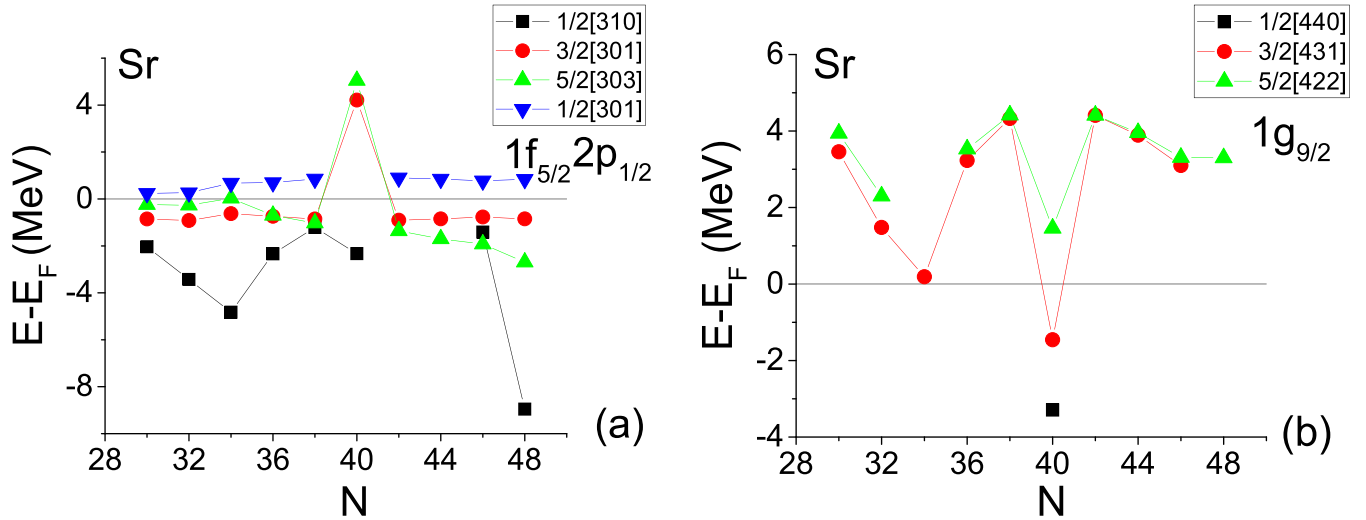 Sr
1/2[310]
3/2[301]
5/2[303]
1/2[301]
1f5/2 2p1/2
E-EF (MeV)
4
0
-4
-8
28 32 36 40 44 48
N
(a)
Sr
1/2[440]
3/2[431]
5/2[422]
1g9/2
E-EF (MeV)
6
4
2
0
-2
-4
28 32 36 40 44 48
N
(b)